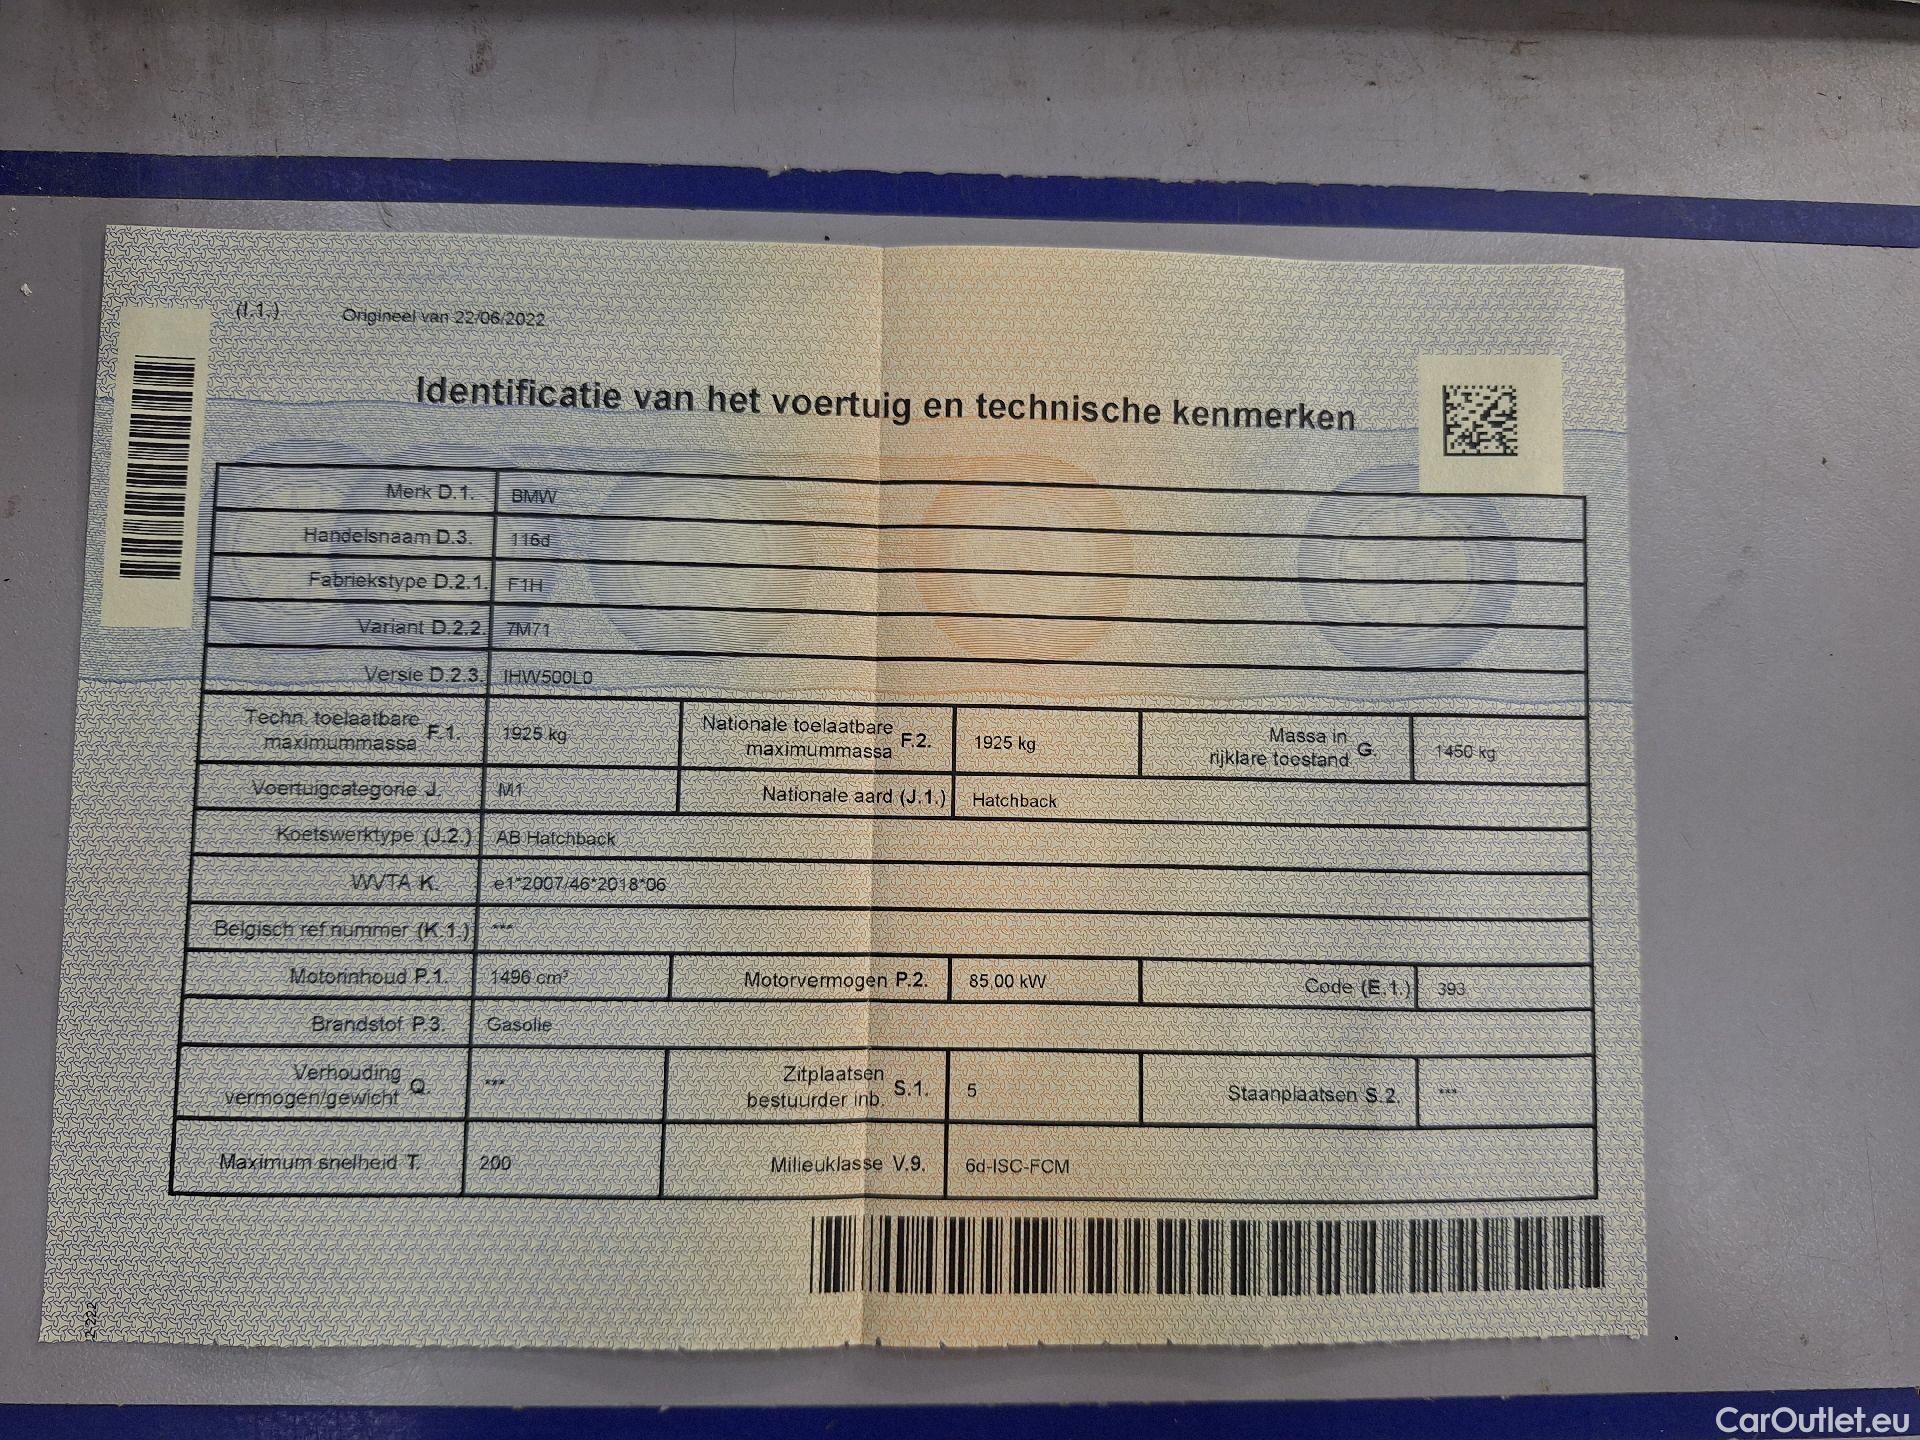 (I.1.) Origineel van 22/06/2022
Identificatie van het voertuig en technische kenmerken
Merk D.1. BMW
Handelsnaam D.3. 116d
Fabriekstype D.2.1. F1H
Variant D.2.2. 7M71
Versie D.2.3. IHW500L0
Techn. toelaatbare maximummassa F.1. 1925 kg Nationale toelaatbare maximummassa F.2. 1925 kg Massa in rijklare toestand G. 1450 kg
Voertuigcategorie J. M1 Nationale aard (J.1.) Hatchback
Koetswerktype (J.2.) AB Hatchback
WVTA K. e1*2007/46*2018*06
Belgisch ref nummer (K.1.) ***
Motorinhoud P.1. 1496 cm³ Motorvermogen P.2. 85,00 kW Code (E.1.) 393
Brandstof P.3. Gasolie
Verhouding vermogen/gewicht Q. *** Zitplaatsen bestuurder inb. S.1. 5 Staanplaatsen S.2. ***
Maximum snelheid T. 200 Milieuklasse V.9. 6d-ISC-FCM
2-222
CarOutlet.eu